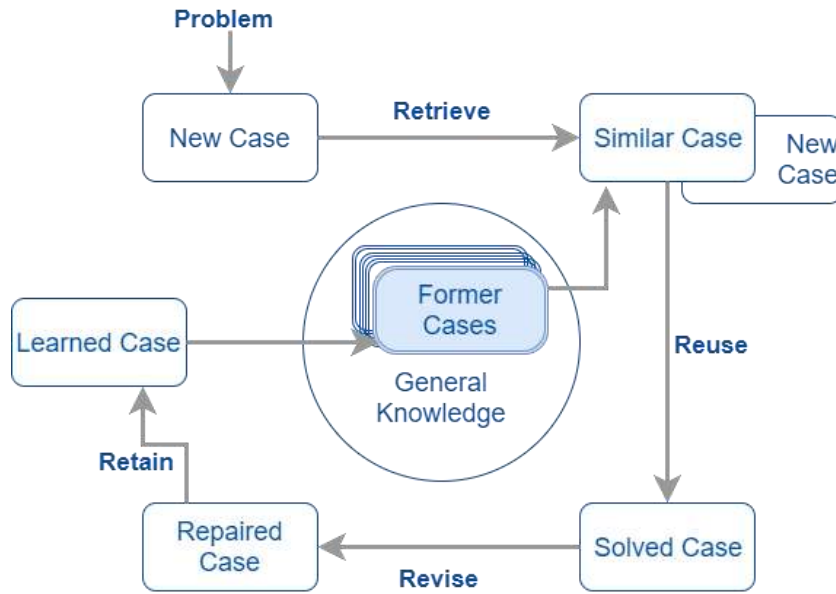 Problem
New Case
Retrieve
Similar Case
New
Case
Former
Cases
General
Knowledge
Learned Case
Reuse
Retain
Repaired
Case
Revise
Solved Case